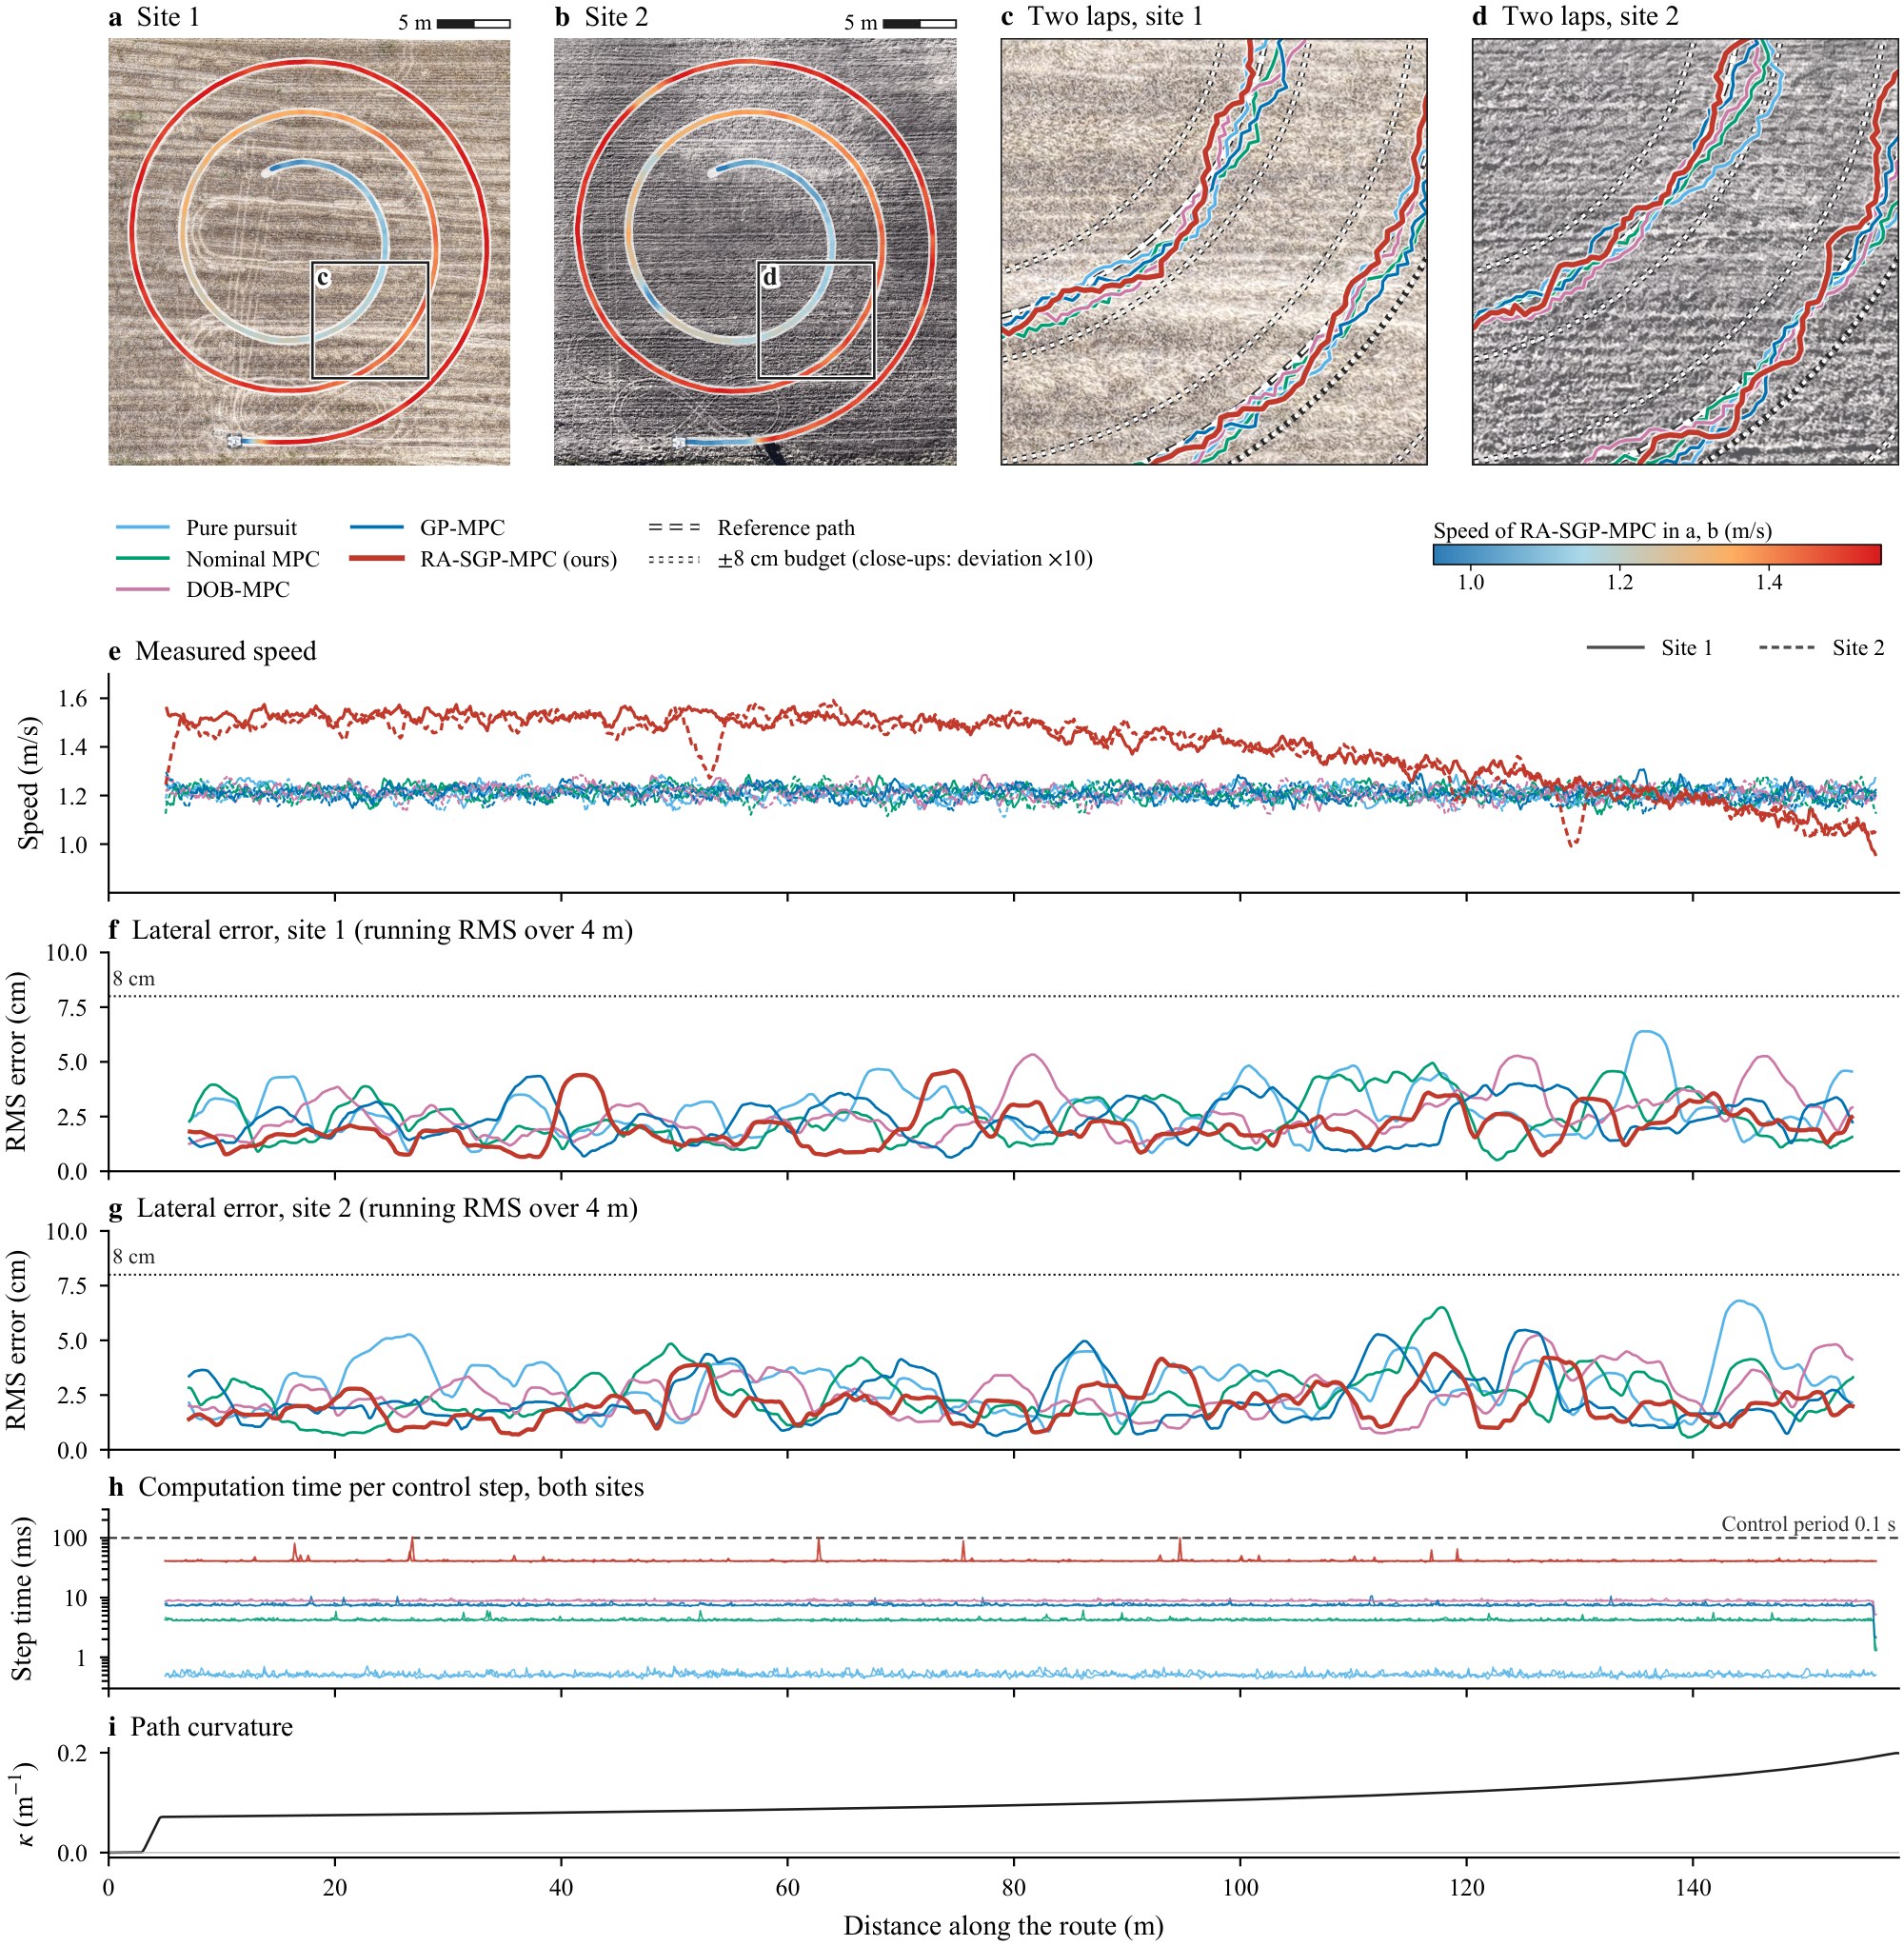 a Site 1
5 m
b Site 2
5 m
c Two laps, site 1
d Two laps, site 2
c
d
Pure pursuit
Nominal MPC
DOB-MPC
GP-MPC
RA-SGP-MPC (ours)
Reference path
±8 cm budget (close-ups: deviation ×10)
Speed of RA-SGP-MPC in a, b (m/s)
1.0 1.2 1.4
e Measured speed
Site 1 Site 2
Speed (m/s)
1.6
1.4
1.2
1.0
f Lateral error, site 1 (running RMS over 4 m)
RMS error (cm)
10.0
8 cm
7.5
5.0
2.5
0.0
g Lateral error, site 2 (running RMS over 4 m)
RMS error (cm)
10.0
8 cm
7.5
5.0
2.5
0.0
h Computation time per control step, both sites
Step time (ms)
Control period 0.1 s
100
10
1
i Path curvature
κ (m⁻¹)
0.2
0.0
0 20 40 60 80 100 120 140
Distance along the route (m)